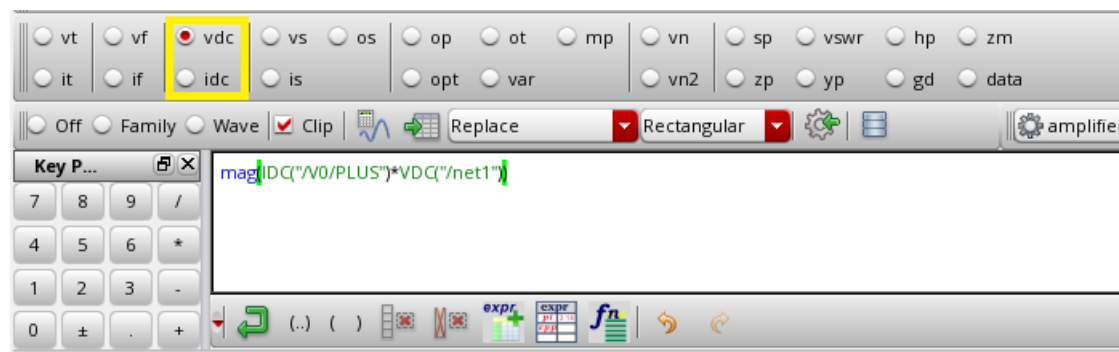 vt vf vdc vs os op ot mp vn sp vswr hp zm
it if idc is opt var vn2 zp yp gd data
Off Family Wave Clip Replace Rectangular amplifie
Key P...
mag(IDC("/V0/PLUS")*VDC("/net1"))
7 8 9 /
4 5 6 *
1 2 3 -
0 ± . +
(..) ( ) expr expr fn